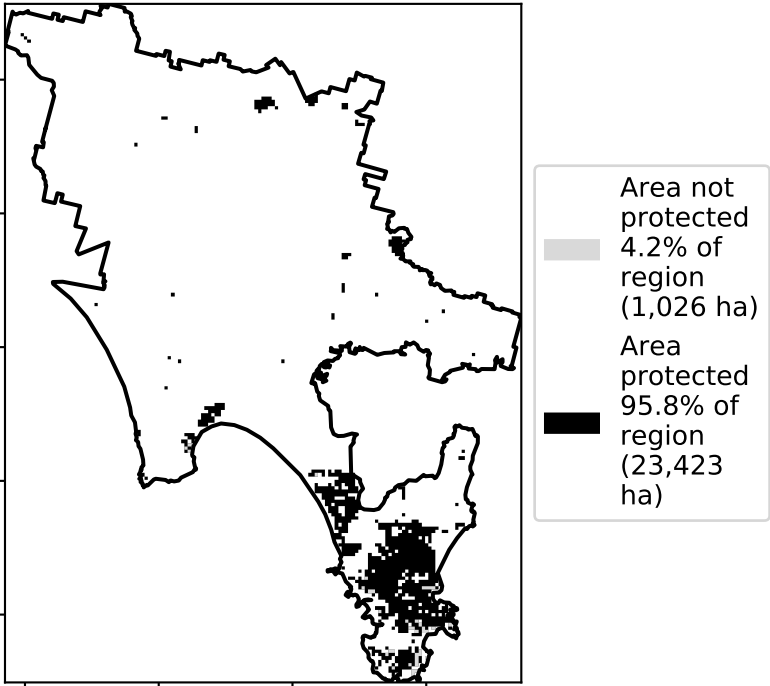 Area not
protected
4.2% of
region
(1,026 ha)
Area
protected
95.8% of
region
(23,423
ha)